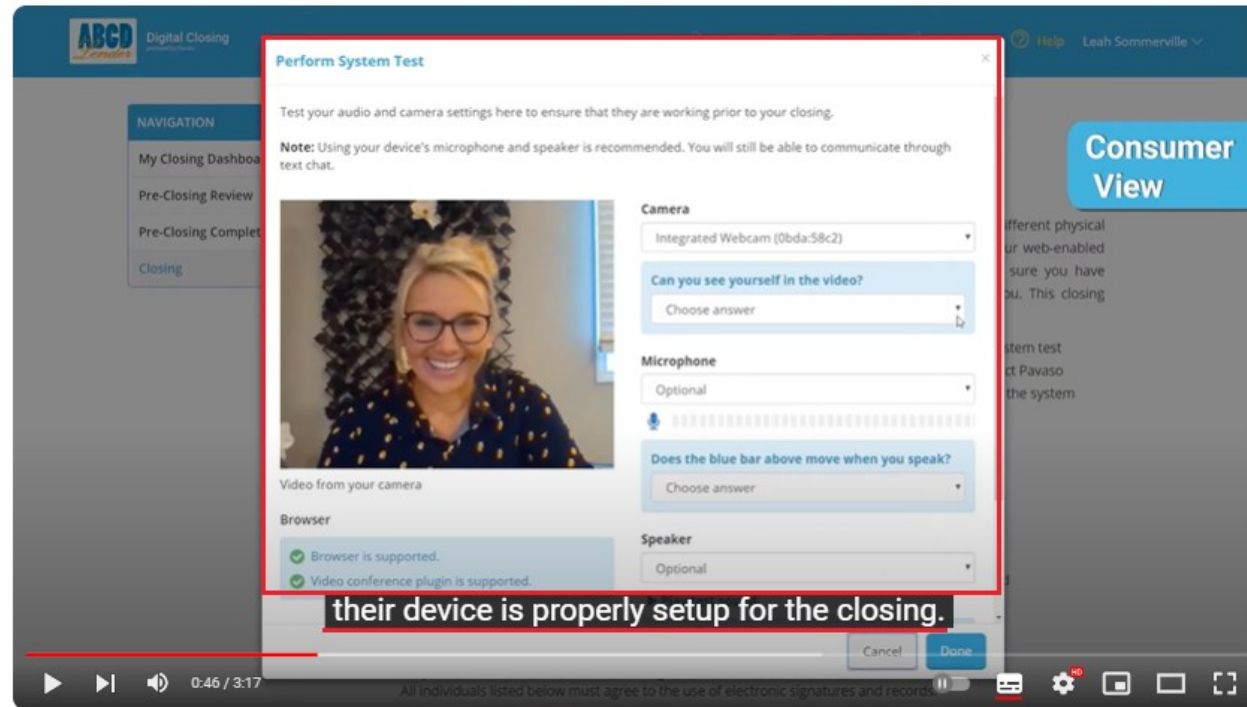 ABCD
Lender
Digital Closing
Help
Leah Sommerville
Perform System Test
Test your audio and camera settings here to ensure that they are working prior to your closing.
Note: Using your device's microphone and speaker is recommended. You will still be able to communicate through
text chat.
NAVIGATION
My Closing Dashboa
Pre-Closing Review
Pre-Closing Complet
Closing
Consumer
View
Camera
Integrated Webcam (0bda:58c2)
Can you see yourself in the video?
Choose answer
Microphone
Optional
Does the blue bar above move when you speak?
Choose answer
Speaker
Optional
Video from your camera
Browser
Browser is supported.
Video conference plugin is supported.
ifferent physical
ur web-enabled
sure you have
ou. This closing
stem test
ct Pavaso
the system
their device is properly setup for the closing.
Cancel
Done
0:46 / 3:17
All individuals listed below must agree to the use of electronic signatures and records.
HD